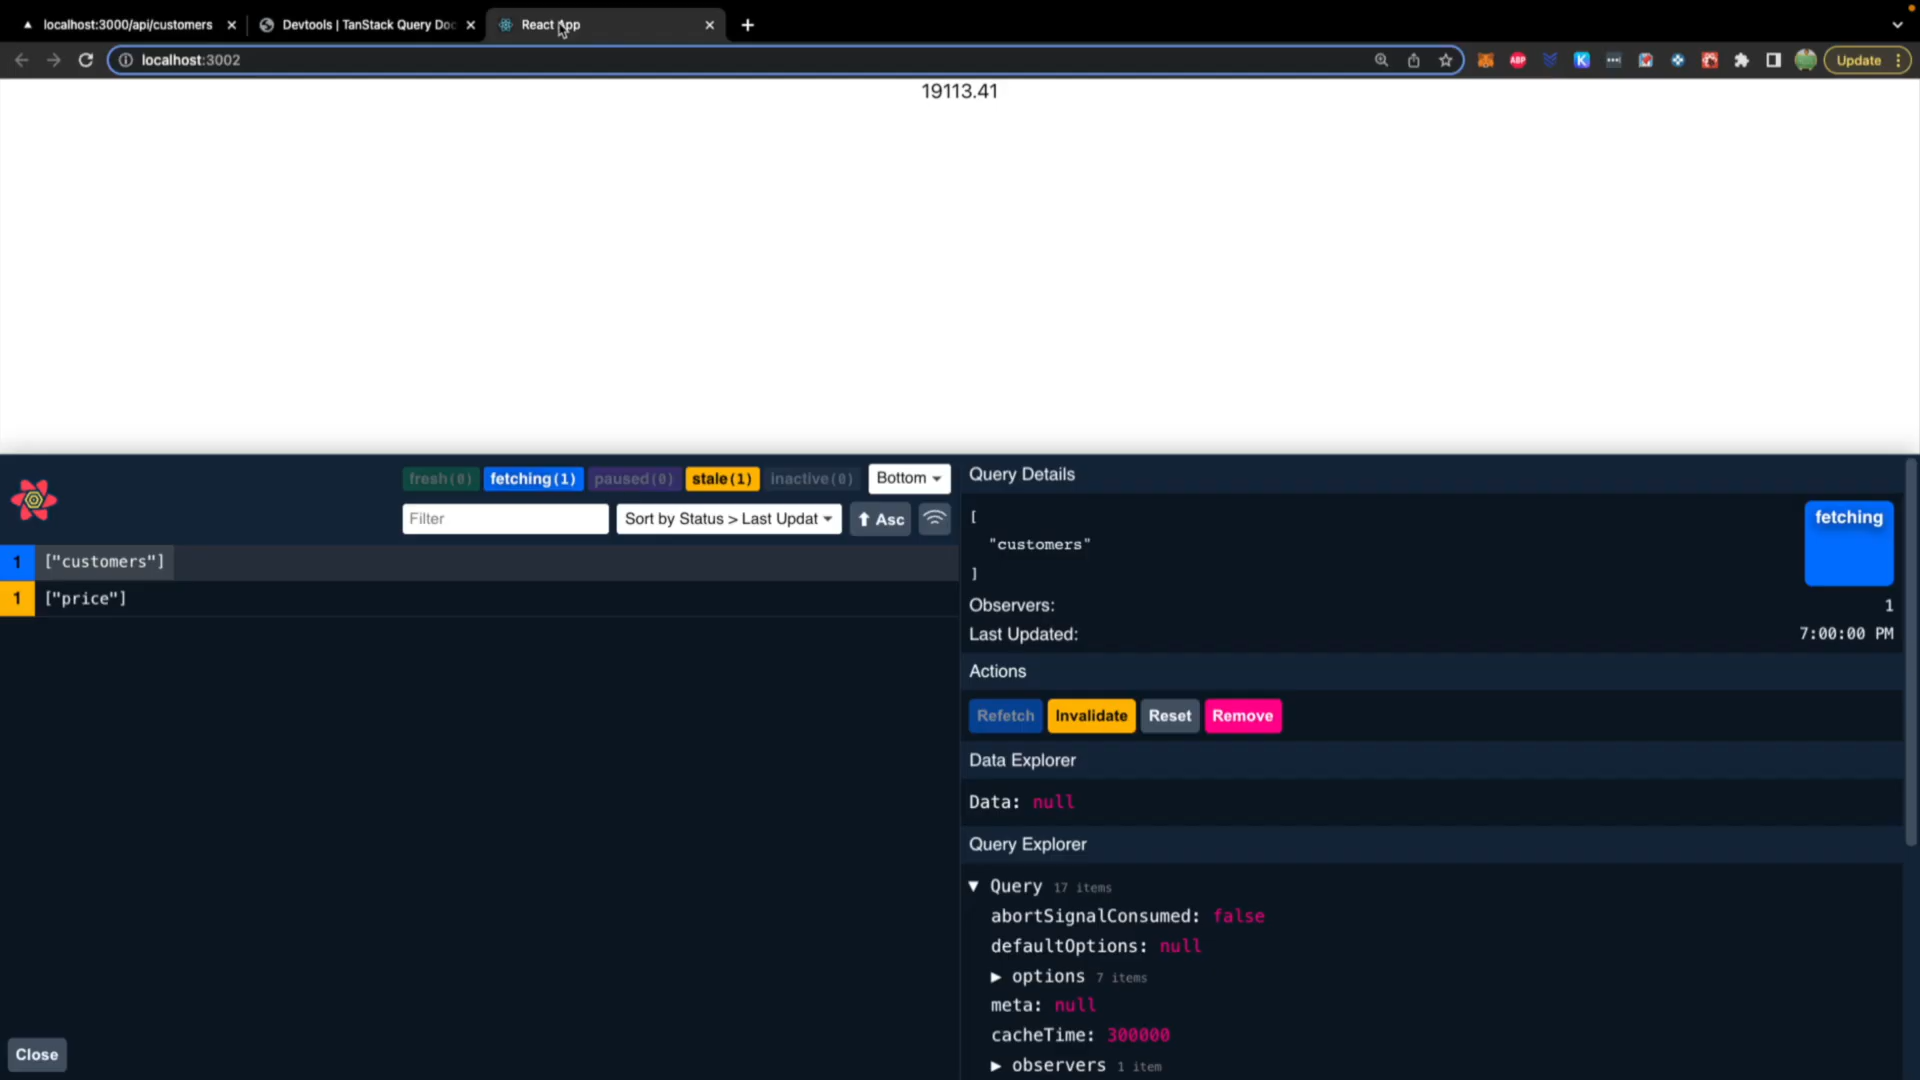 localhost:3000/api/customers
Devtools | TanStack Query Doc
React App
localhost:3002
ABP
K
Update
19113.41
fresh(0)
fetching(1)
paused(0)
stale(1)
inactive(0)
Bottom
Filter
Sort by Status > Last Updat
Asc
1
["customers"]
1
["price"]
Close
Query Details
[
"customers"
]
fetching
Observers:
1
Last Updated:
7:00:00 PM
Actions
Refetch
Invalidate
Reset
Remove
Data Explorer
Data: null
Query Explorer
▼ Query 17 items
abortSignalConsumed: false
defaultOptions: null
▶ options 7 items
meta: null
cacheTime: 300000
▶ observers 1 item